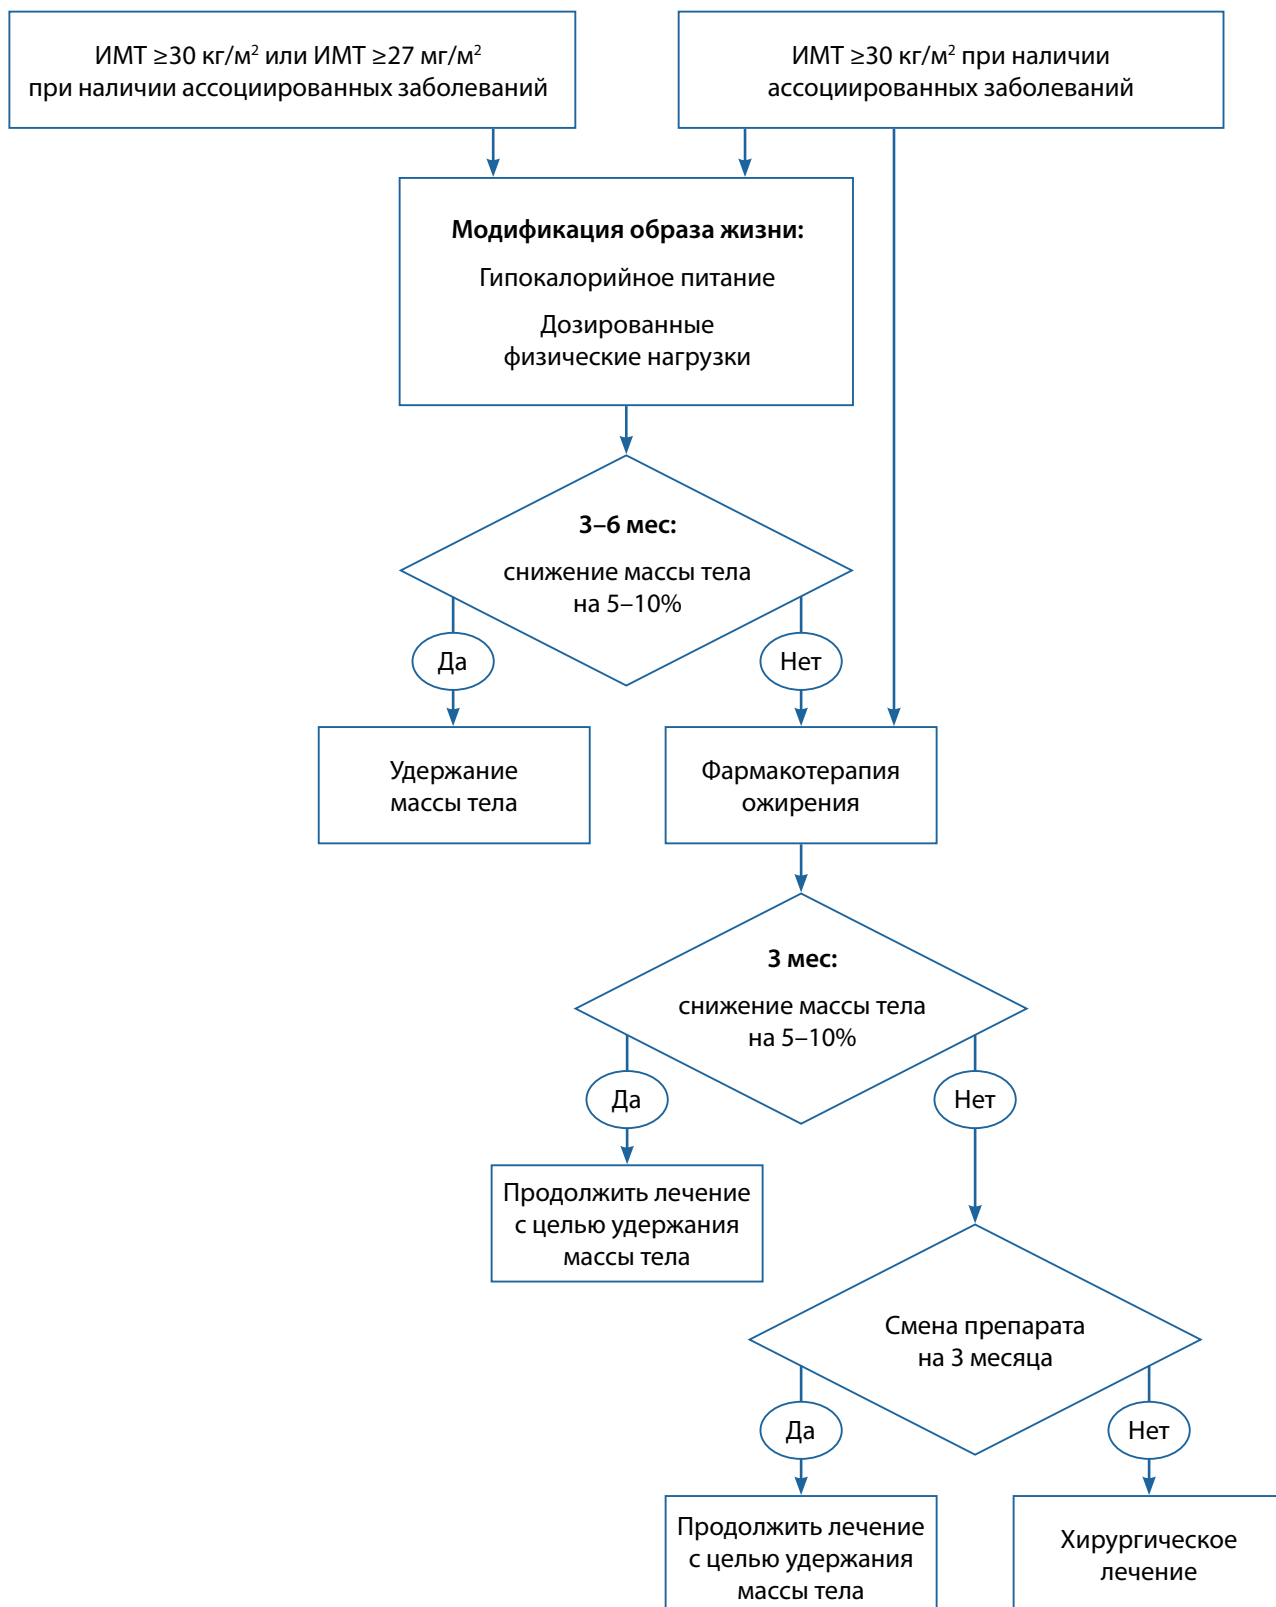 ИМТ ≥30 кг/м² или ИМТ ≥27 мг/м²
при наличии ассоциированных заболеваний
ИМТ ≥30 кг/м² при наличии
ассоциированных заболеваний
Модификация образа жизни:
Гипокалорийное питание
Дозированные
физические нагрузки
3–6 мес:
снижение массы тела
на 5–10%
Да
Нет
Удержание
массы тела
Фармакотерапия
ожирения
3 мес:
снижение массы тела
на 5–10%
Да
Нет
Продолжить лечение
с целью удержания
массы тела
Смена препарата
на 3 месяца
Да
Нет
Продолжить лечение
с целью удержания
массы тела
Хирургическое
лечение